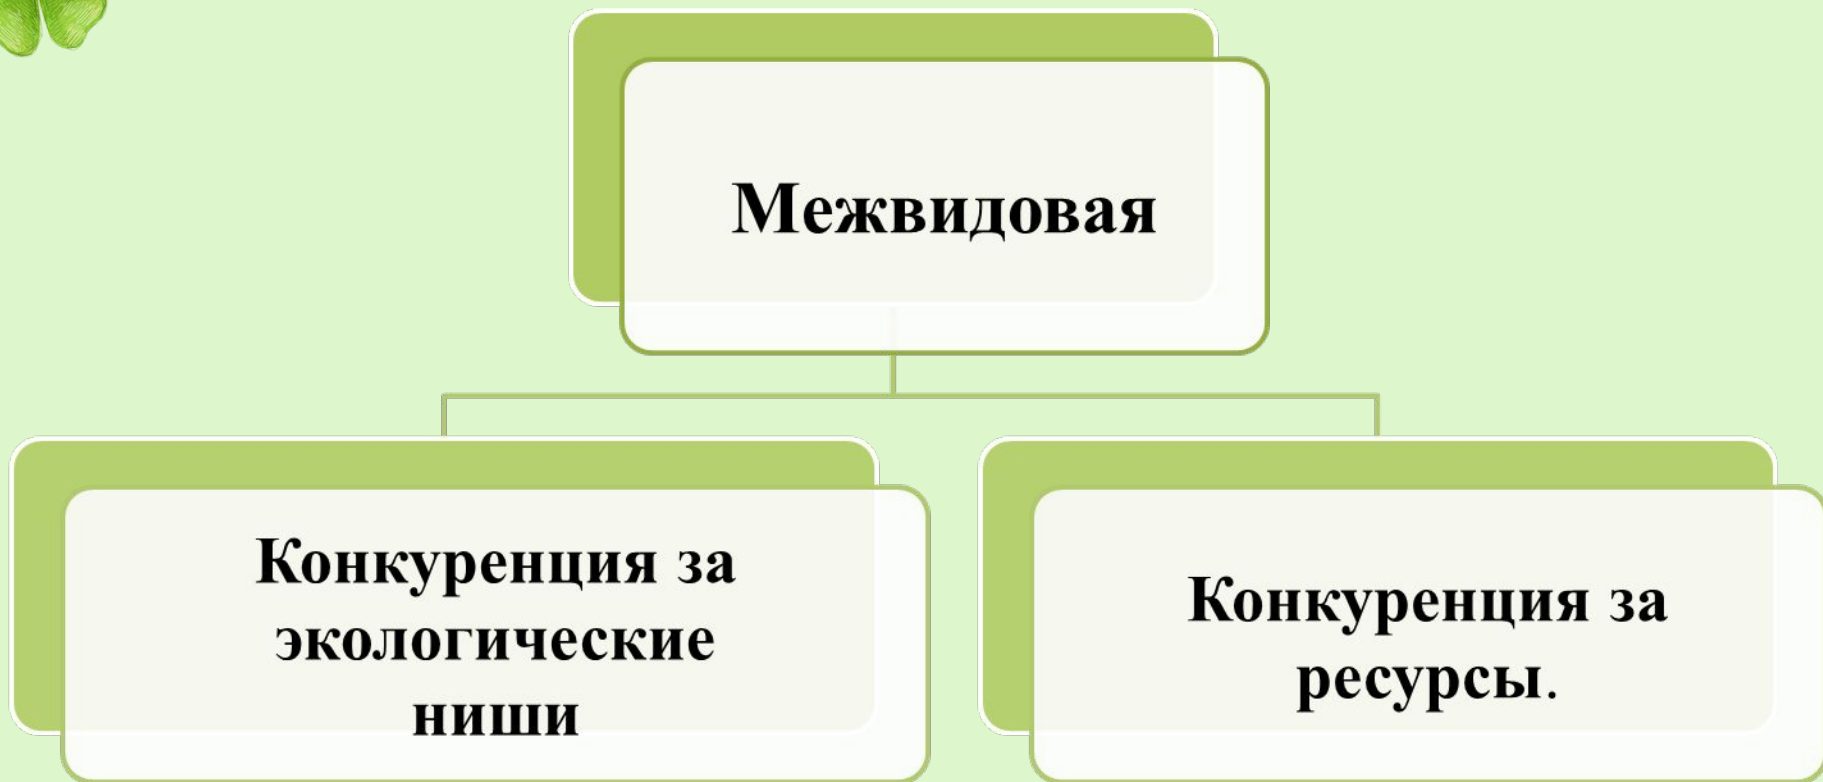 Межвидовая
Конкуренция за
экологические
ниши
Конкуренция за
ресурсы.